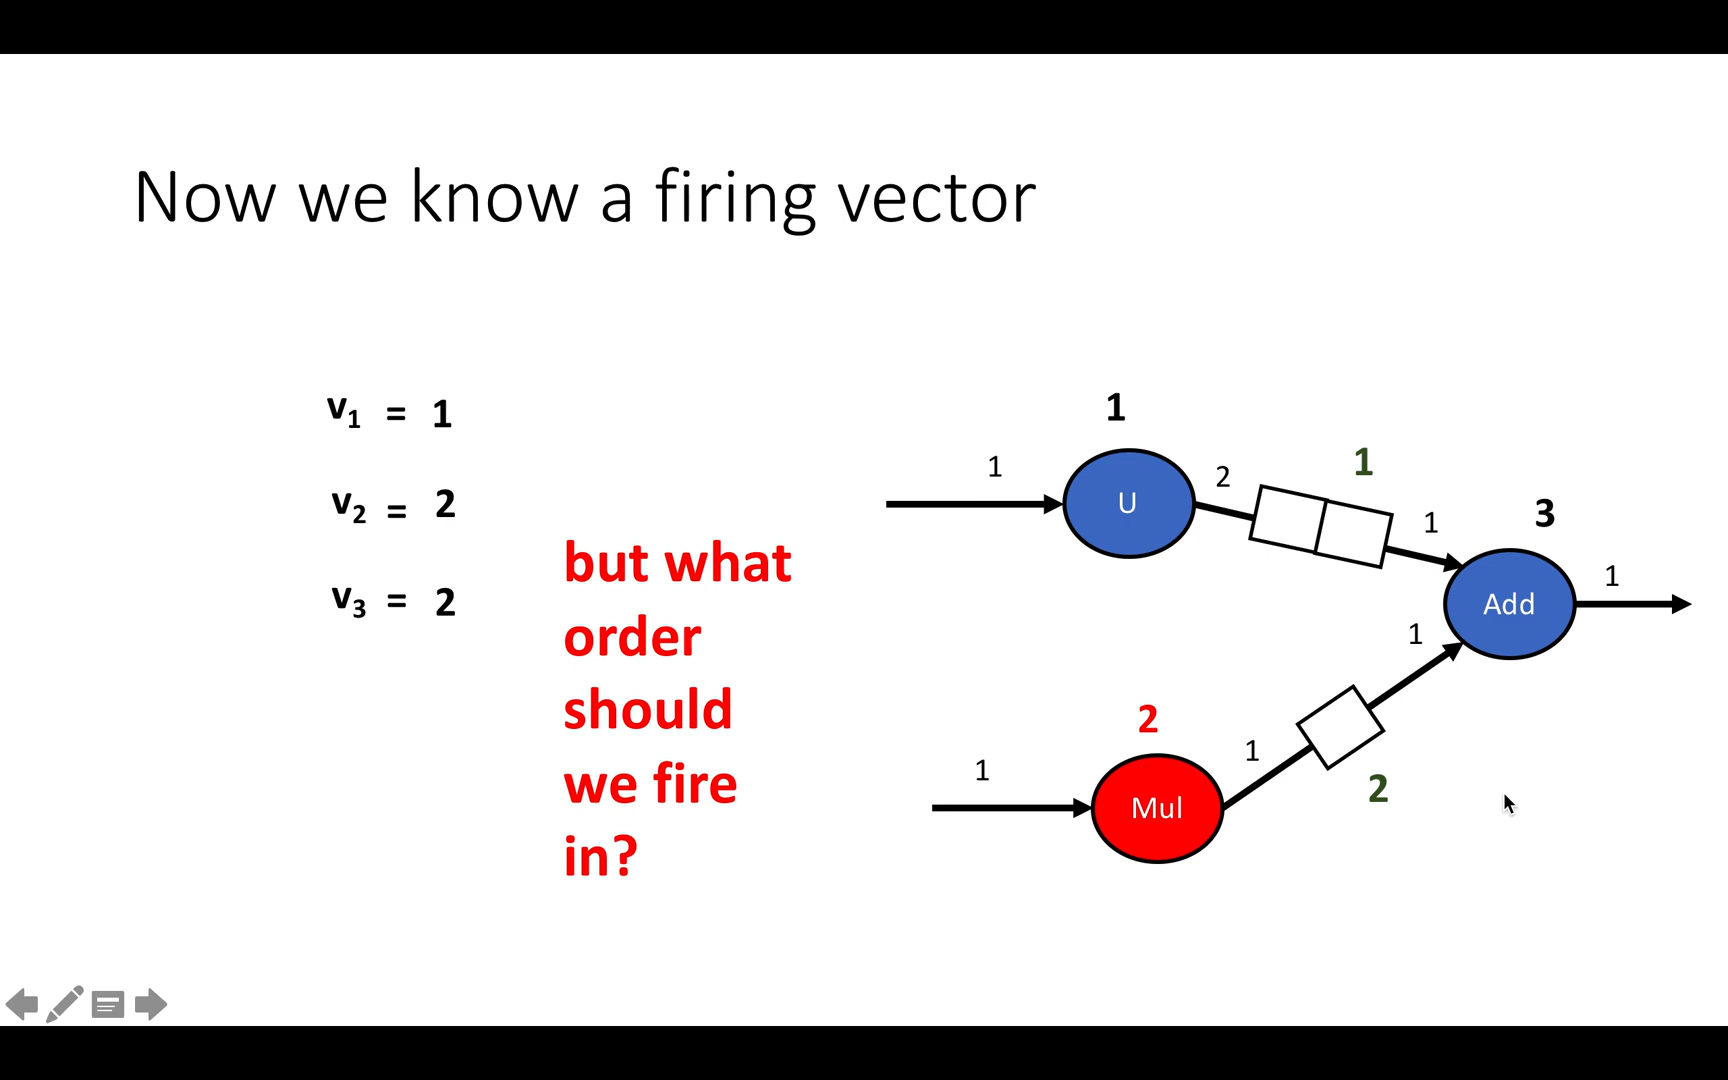 Now we know a firing vector
v1 = 1
v2 = 2
v3 = 2
but what
order
should
we fire
in?
1
1
U
2
1
1
3
Add
1
1
2
1
Mul
1
2